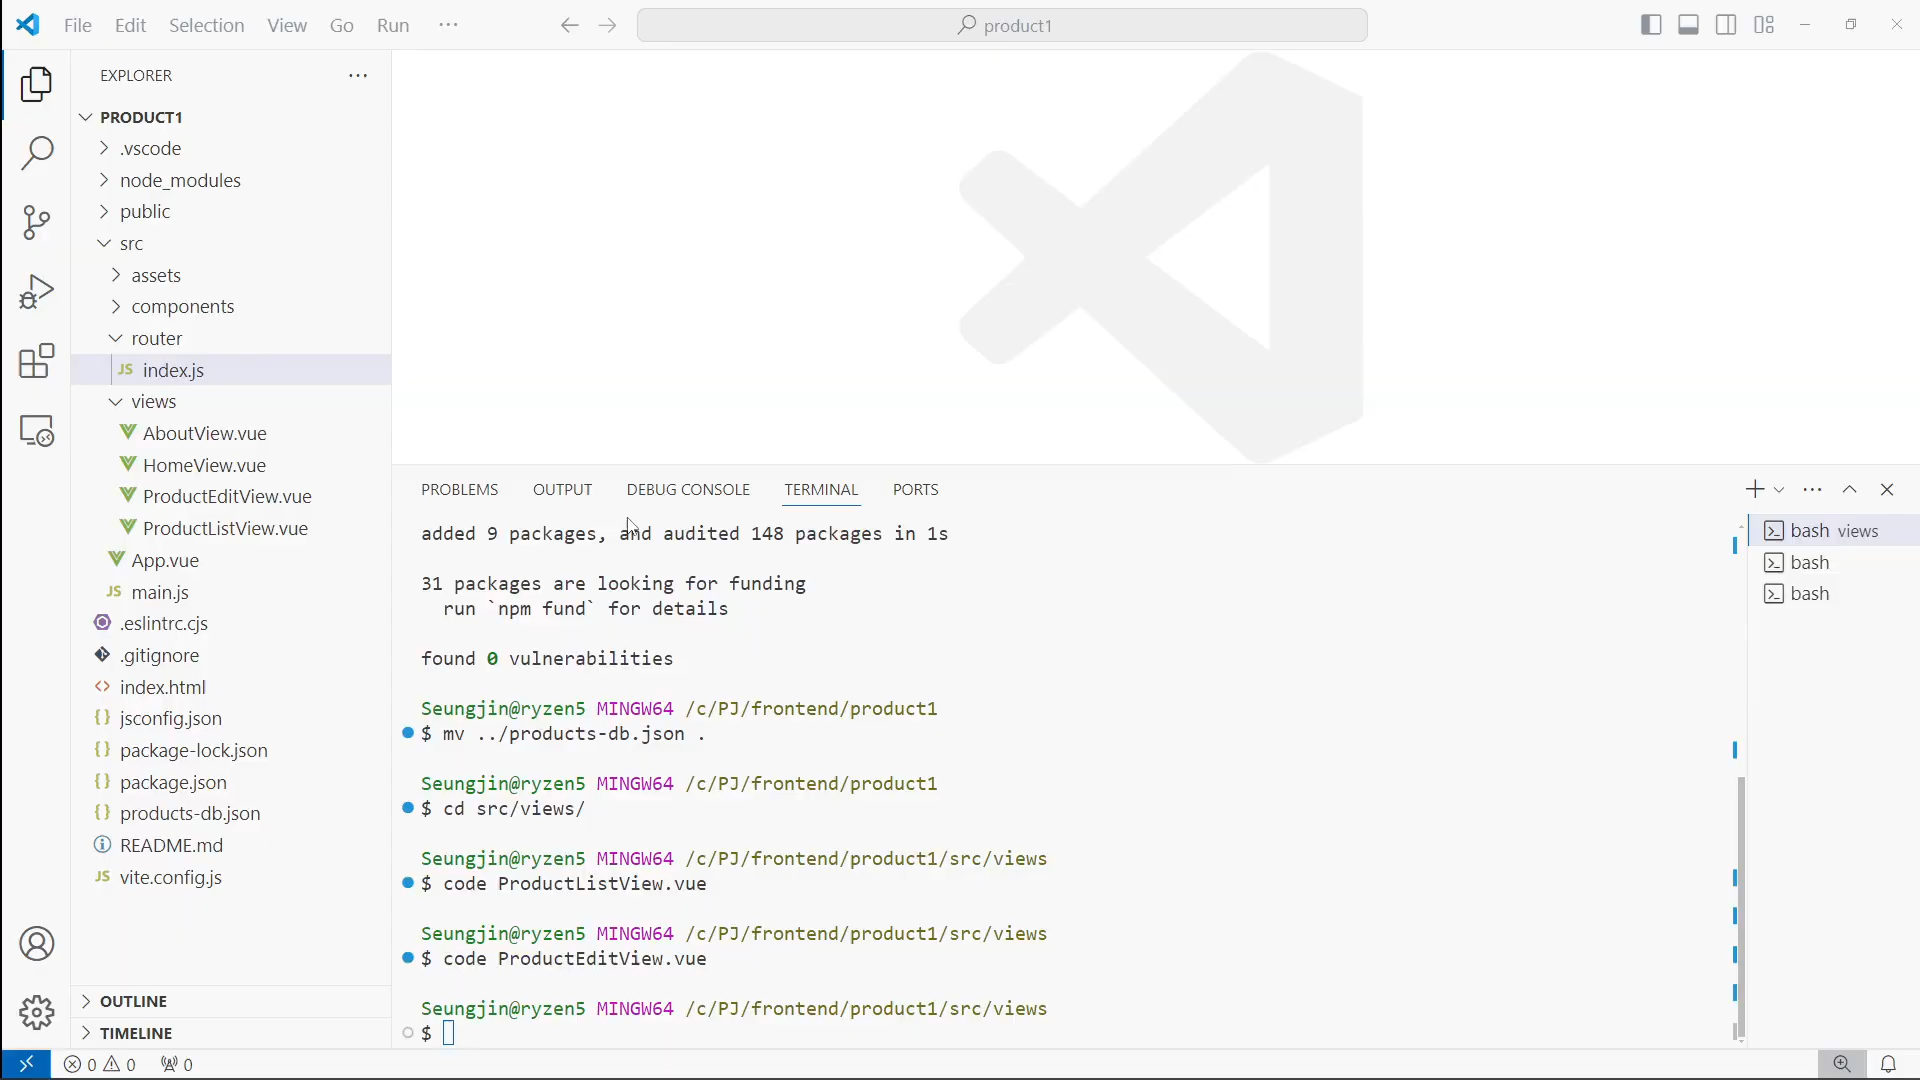 File Edit Selection View Go Run ···
product1
EXPLORER
PRODUCT1
.vscode
node_modules
public
src
assets
components
router
JS index.js
views
AboutView.vue
HomeView.vue
ProductEditView.vue
ProductListView.vue
App.vue
JS main.js
.eslintrc.cjs
.gitignore
<> index.html
{} jsconfig.json
{} package-lock.json
{} package.json
{} products-db.json
README.md
JS vite.config.js
OUTLINE
TIMELINE
PROBLEMS OUTPUT DEBUG CONSOLE TERMINAL PORTS
added 9 packages, and audited 148 packages in 1s
31 packages are looking for funding
run `npm fund` for details
found 0 vulnerabilities
Seungjin@ryzen5 MINGW64 /c/PJ/frontend/product1
$ mv ../products-db.json .
Seungjin@ryzen5 MINGW64 /c/PJ/frontend/product1
$ cd src/views/
Seungjin@ryzen5 MINGW64 /c/PJ/frontend/product1/src/views
$ code ProductListView.vue
Seungjin@ryzen5 MINGW64 /c/PJ/frontend/product1/src/views
$ code ProductEditView.vue
Seungjin@ryzen5 MINGW64 /c/PJ/frontend/product1/src/views
$
bash views
bash
bash
0 0 0